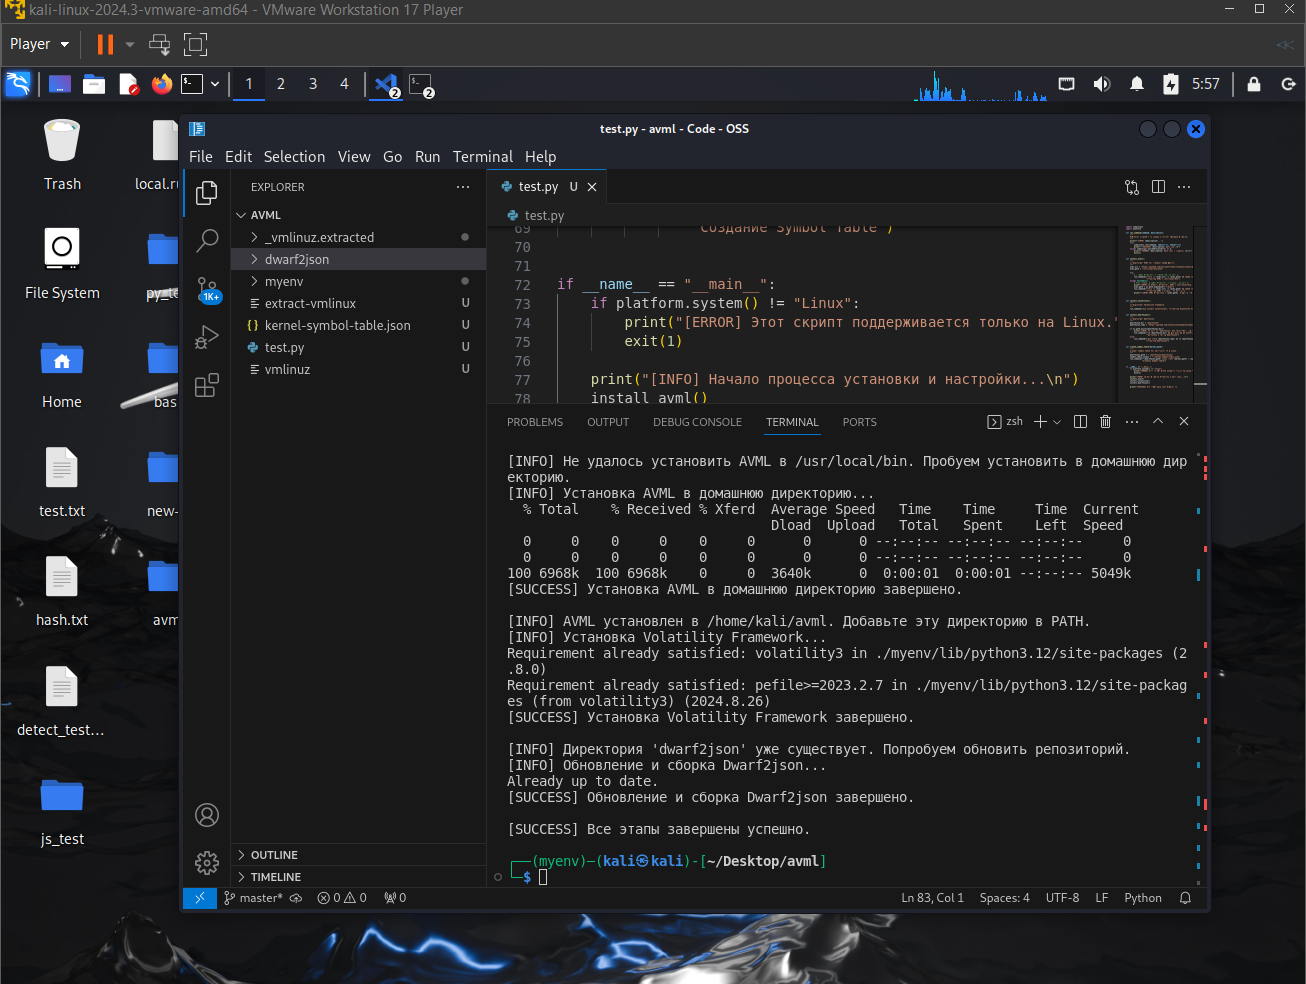 kali-linux-2024.3-vmware-amd64 - VMware Workstation 17 Player
Player
1 2 3 4 2 2 5:57
Trash
local.ru
File System
py_te
Home
bas
test.txt
new-
hash.txt
avm
detect_test...
js_test
test.py - avml - Code - OSS
File Edit Selection View Go Run Terminal Help
EXPLORER
AVML
_vmlinuz.extracted
dwarf2json
myenv
extract-vmlinux U
kernel-symbol-table.json U
test.py U
vmlinuz U
1K+
OUTLINE
TIMELINE
test.py U
test.py
69 "Создание Symbol Table")
70
71
72 if __name__ == "__main__":
73 if platform.system() != "Linux":
74 print("[ERROR] Этот скрипт поддерживается только на Linux."
75 exit(1)
76
77 print("[INFO] Начало процесса установки и настройки...\n")
78 install_avml()
PROBLEMS OUTPUT DEBUG CONSOLE TERMINAL PORTS zsh
[INFO] Не удалось установить AVML в /usr/local/bin. Пробуем установить в домашнюю дир
екторию.
[INFO] Установка AVML в домашнюю директорию...
% Total % Received % Xferd Average Speed Time Time Time Current
Dload Upload Total Spent Left Speed
0 0 0 0 0 0 0 0 --:--:-- --:--:-- --:--:-- 0
0 0 0 0 0 0 0 0 --:--:-- --:--:-- --:--:-- 0
100 6968k 100 6968k 0 0 3640k 0 0:00:01 0:00:01 --:--:-- 5049k
[SUCCESS] Установка AVML в домашнюю директорию завершено.
[INFO] AVML установлен в /home/kali/avml. Добавьте эту директорию в PATH.
[INFO] Установка Volatility Framework...
Requirement already satisfied: volatility3 in ./myenv/lib/python3.12/site-packages (2
.8.0)
Requirement already satisfied: pefile>=2023.2.7 in ./myenv/lib/python3.12/site-packag
es (from volatility3) (2024.8.26)
[SUCCESS] Установка Volatility Framework завершено.
[INFO] Директория 'dwarf2json' уже существует. Попробуем обновить репозиторий.
[INFO] Обновление и сборка Dwarf2json...
Already up to date.
[SUCCESS] Обновление и сборка Dwarf2json завершено.
[SUCCESS] Все этапы завершены успешно.
(myenv)-(kali㉿kali)-[~/Desktop/avml]
$
master* 0 0 0 Ln 83, Col 1 Spaces: 4 UTF-8 LF Python